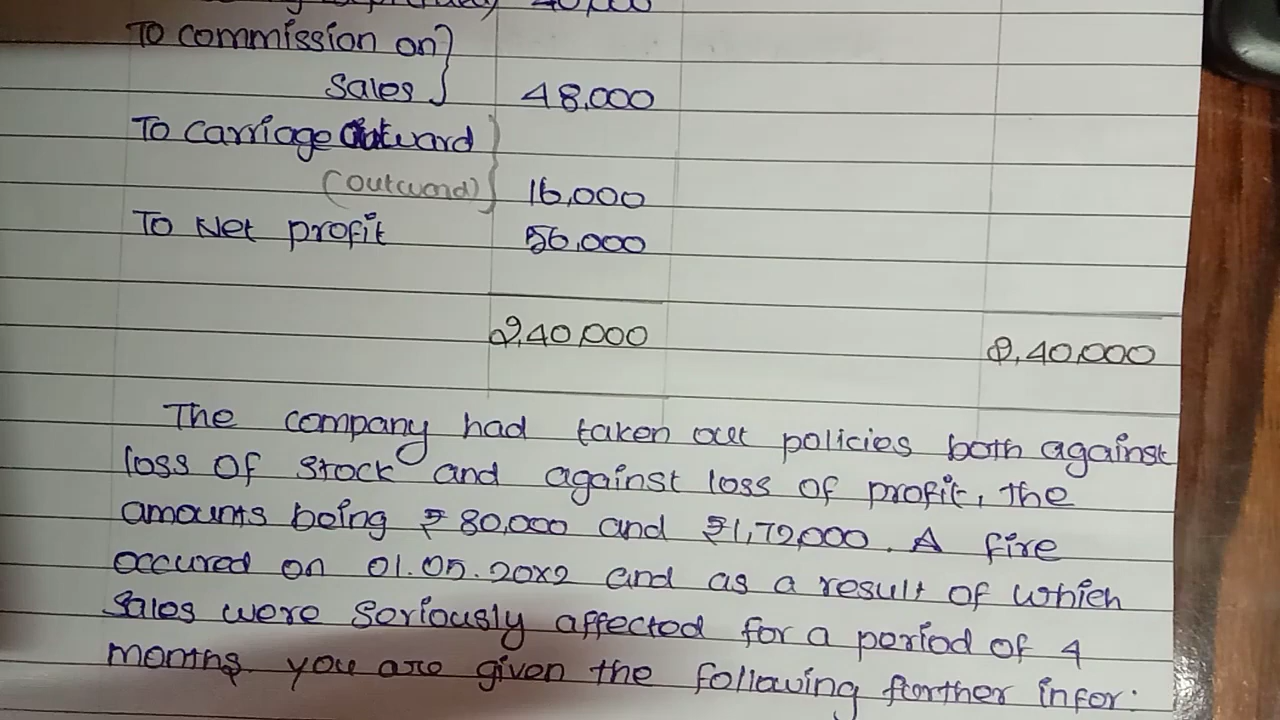 40,000
To commission on}
Sales} 48,000
To carriage Outward
(outward)} 16,000
To Net profit 56,000
2,40,000 2,40,000
The company had taken out policies both against
loss of stock and against loss of profit, the
amounts being ₹80,000 and ₹1,72,000. A fire
occured on 01.05.20x2 and as a result of which
Sales were seriously affected for a period of 4
months you are given the following further infor: